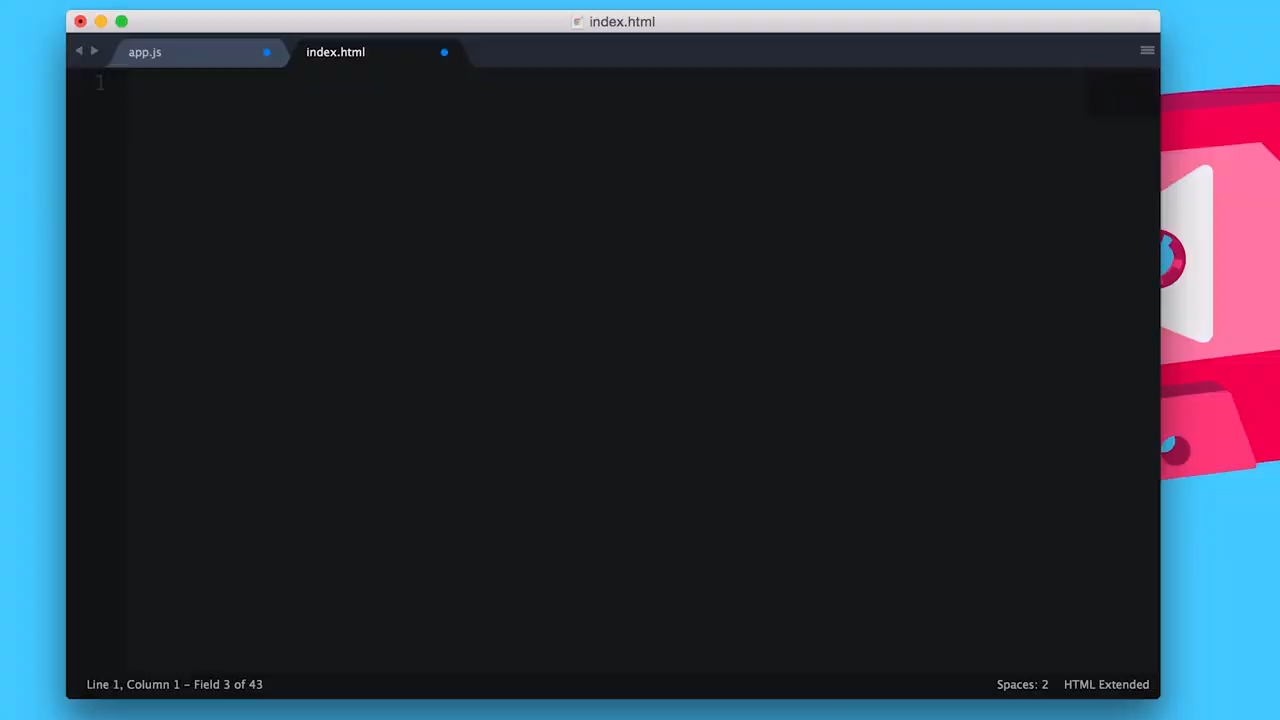 index.html
app.js
index.html
1
Line 1, Column 1 – Field 3 of 43
Spaces: 2
HTML Extended